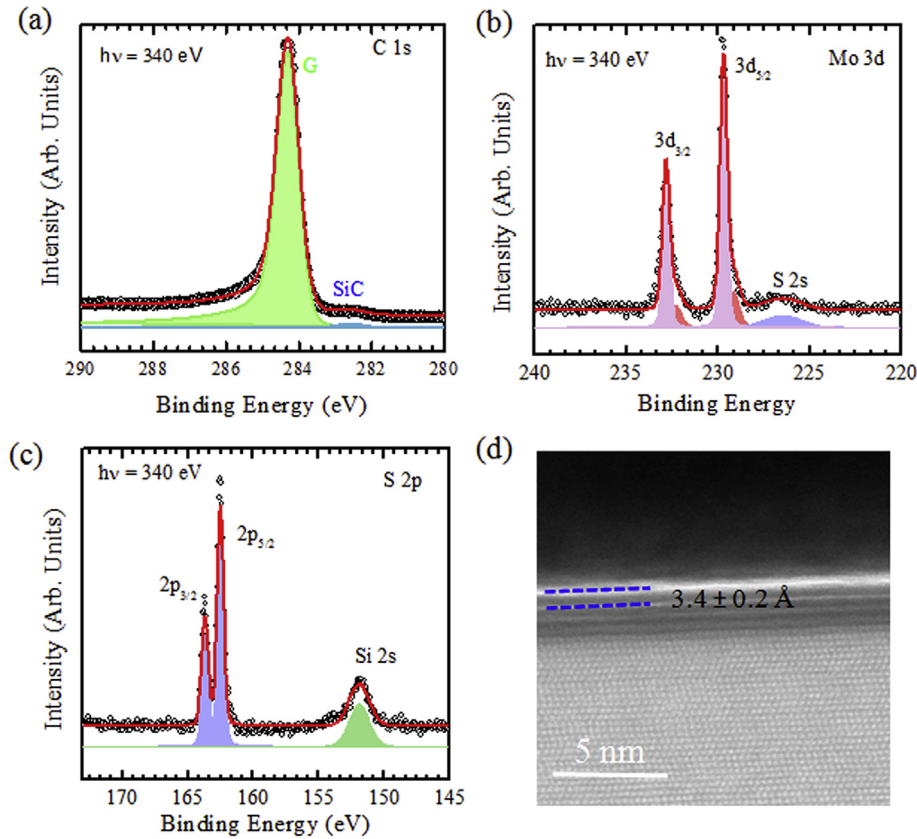 (a)
hν = 340 eV
C 1s
G
SiC
Intensity (Arb. Units)
290 288 286 284 282 280
Binding Energy (eV)
(b)
hν = 340 eV
Mo 3d
3d5/2
3d3/2
S 2s
Intensity (Arb. Units)
240 235 230 225 220
Binding Energy
(c)
hν = 340 eV
S 2p
2p5/2
2p3/2
Si 2s
Intensity (Arb. Units)
170 165 160 155 150 145
Binding Energy (eV)
(d)
3.4 ± 0.2 Å
5 nm